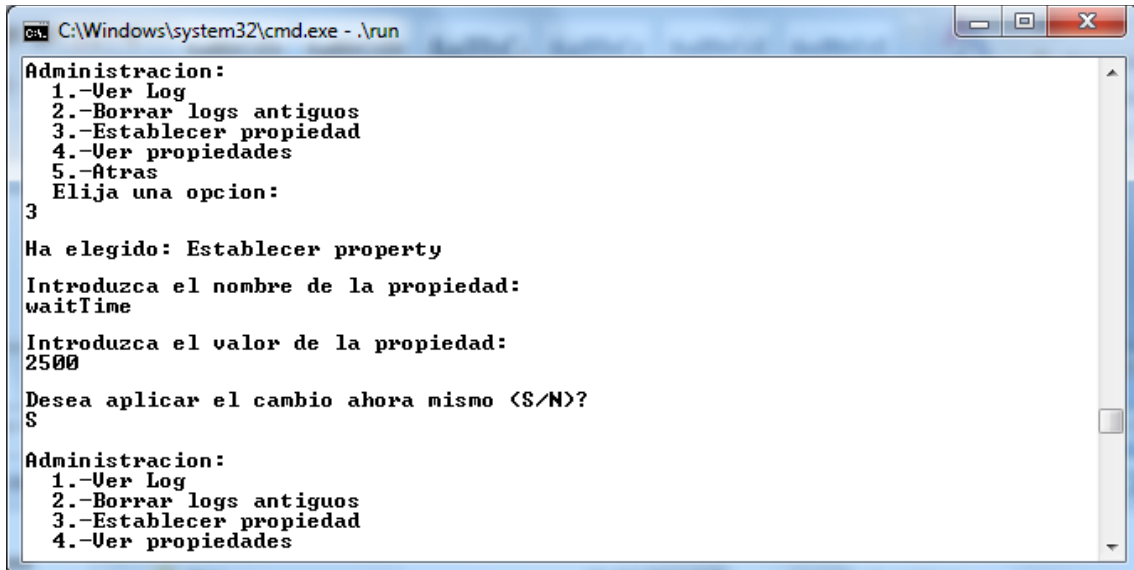 C:\Windows\system32\cmd.exe - .\run
Administracion:
1.-Ver Log
2.-Borrar logs antiguos
3.-Establecer propiedad
4.-Ver propiedades
5.-Atras
Elija una opcion:
3
Ha elegido: Establecer property
Introduzca el nombre de la propiedad:
waitTime
Introduzca el valor de la propiedad:
2500
Desea aplicar el cambio ahora mismo (S/N)?
S
Administracion:
1.-Ver Log
2.-Borrar logs antiguos
3.-Establecer propiedad
4.-Ver propiedades